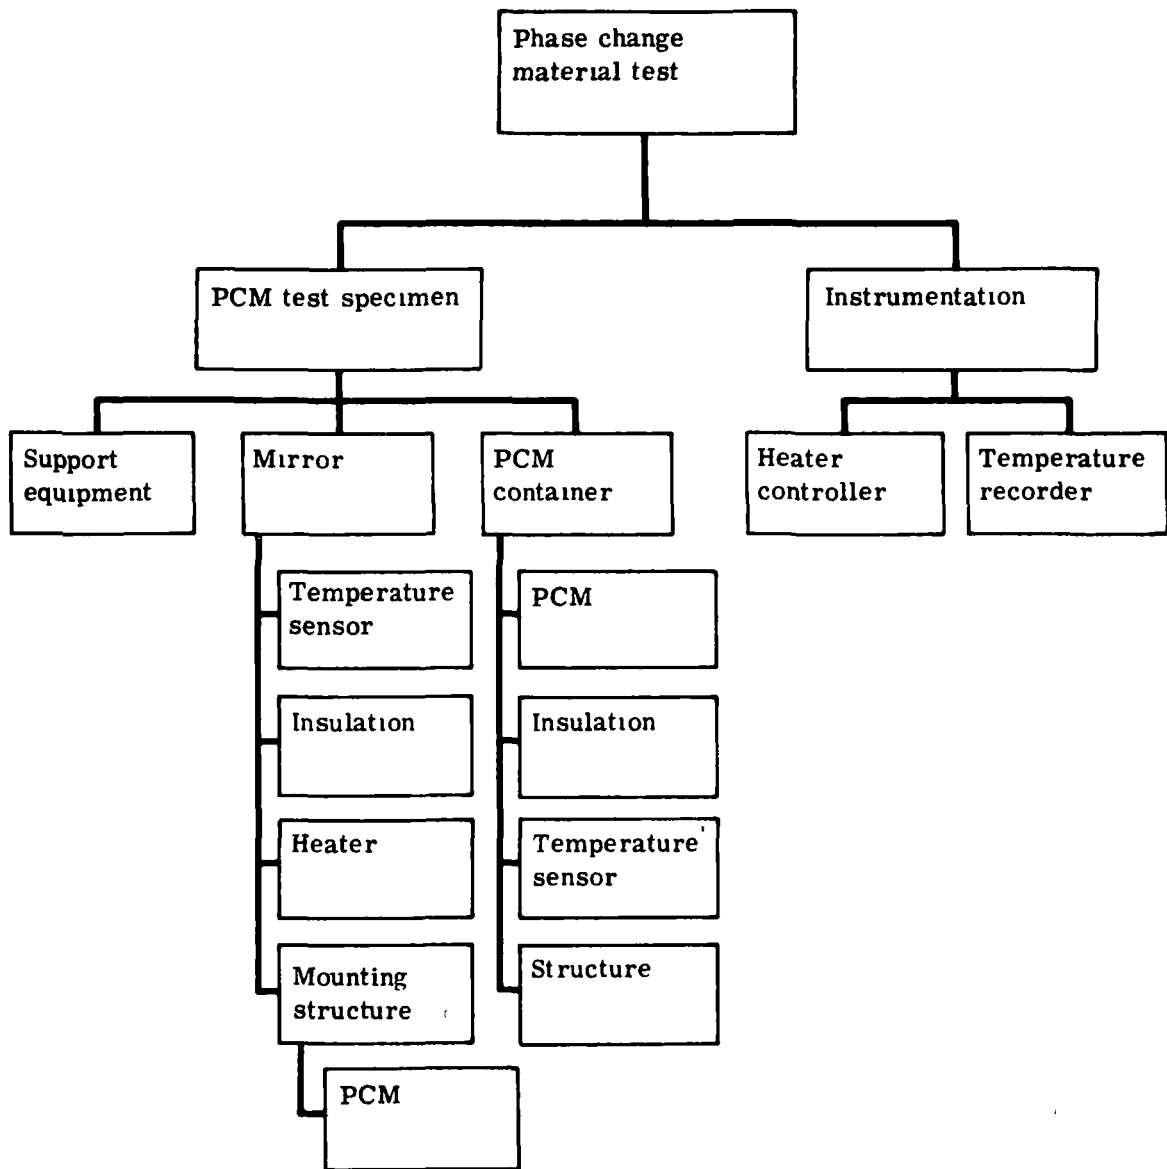 Phase change
material test
PCM test specimen
Instrumentation
Support
equipment
Mirror
PCM
container
Heater
controller
Temperature
recorder
Temperature
sensor
Insulation
Heater
Mounting
structure
PCM
PCM
Insulation
Temperature
sensor
Structure